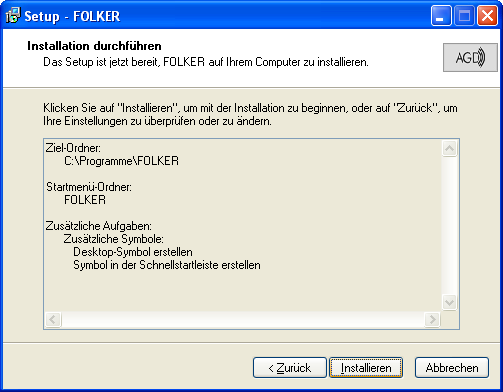 Setup - FOLKER
Installation durchführen
Das Setup ist jetzt bereit, FOLKER auf Ihrem Computer zu installieren.
AGD
Klicken Sie auf "Installieren", um mit der Installation zu beginnen, oder auf "Zurück", um
Ihre Einstellungen zu überprüfen oder zu ändern.
Ziel-Ordner:
C:\Programme\FOLKER
Startmenü-Ordner:
FOLKER
Zusätzliche Aufgaben:
Zusätzliche Symbole:
Desktop-Symbol erstellen
Symbol in der Schnellstartleiste erstellen
< Zurück
Installieren
Abbrechen